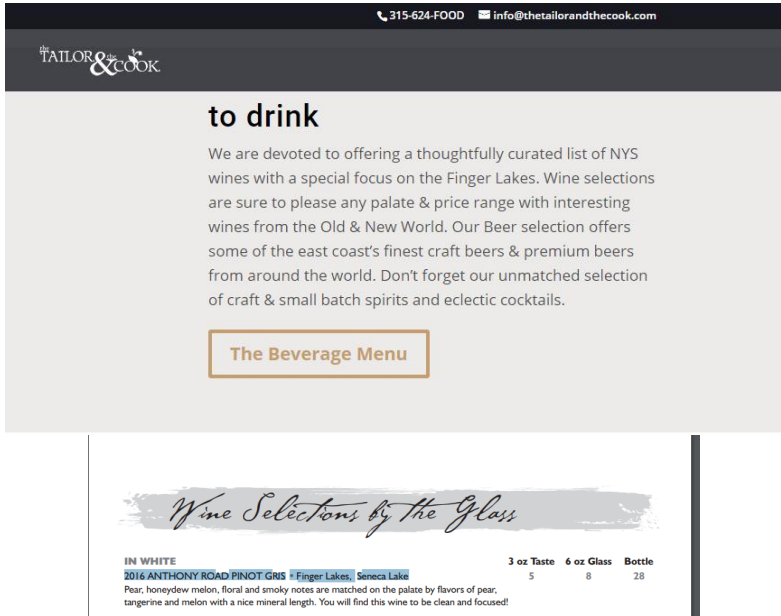 315-624-FOOD info@thetailorandthecook.com
the TAILOR & the COOK
to drink
We are devoted to offering a thoughtfully curated list of NYS
wines with a special focus on the Finger Lakes. Wine selections
are sure to please any palate & price range with interesting
wines from the Old & New World. Our Beer selection offers
some of the east coast's finest craft beers & premium beers
from around the world. Don't forget our unmatched selection
of craft & small batch spirits and eclectic cocktails.
The Beverage Menu
Wine Selections by the Glass
IN WHITE 3 oz Taste 6 oz Glass Bottle
2016 ANTHONY ROAD PINOT GRIS • Finger Lakes, Seneca Lake 5 8 28
Pear, honeydew melon, floral and smoky notes are matched on the palate by flavors of pear,
tangerine and melon with a nice mineral length. You will find this wine to be clean and focused!